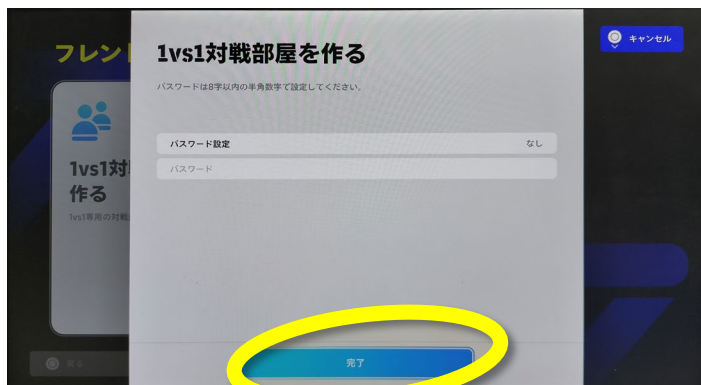 フレンド
1vs1対戦部屋を作る
キャンセル
パスワードは8字以内の半角数字で設定してください。
パスワード設定
なし
パスワード
1vs1対
作る
1vs1専用の対戦
完了
戻る